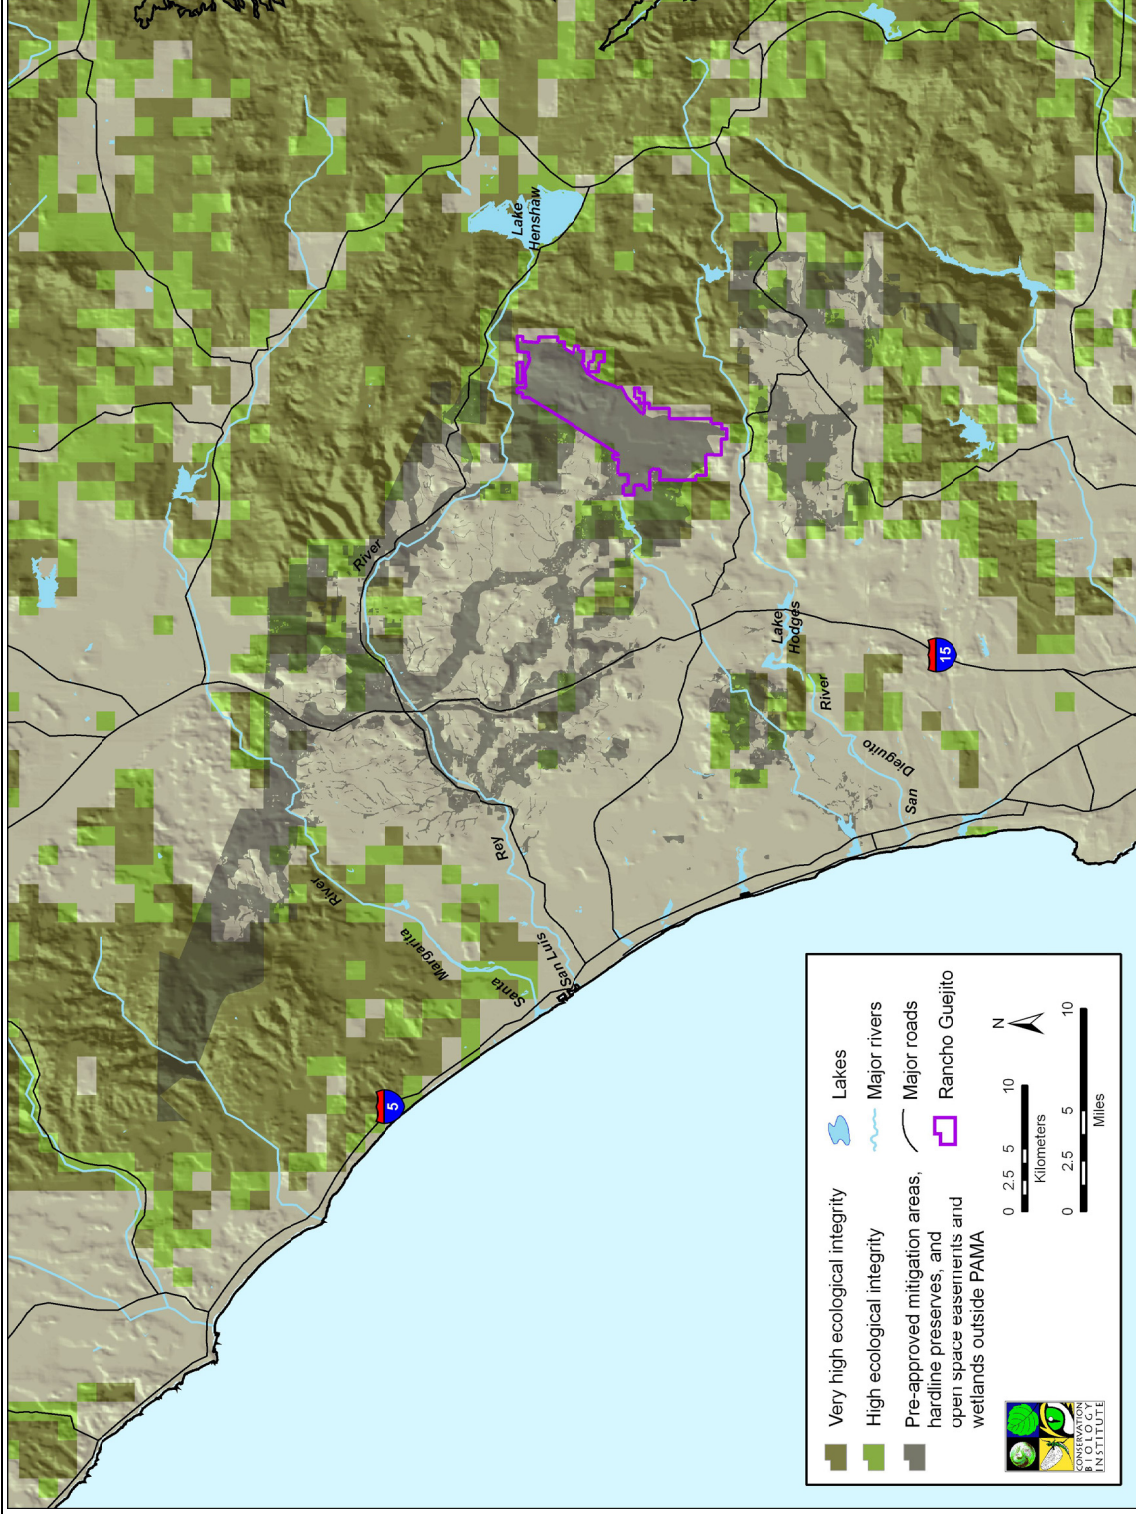 Lake
Henshaw
River
Lake
Hodges
River
Dieguito
San
15
Rey
San Luis
River
Margarita
Santa
5
Very high ecological integrity
High ecological integrity
Pre-approved mitigation areas,
hardline preserves, and
open space easements and
wetlands outside PAMA
Lakes
Major rivers
Major roads
Rancho Guejito
N
0 2.5 5 10
Kilometers
0 2.5 5 10
Miles
CONSERVATION
BIOLOGY
INSTITUTE